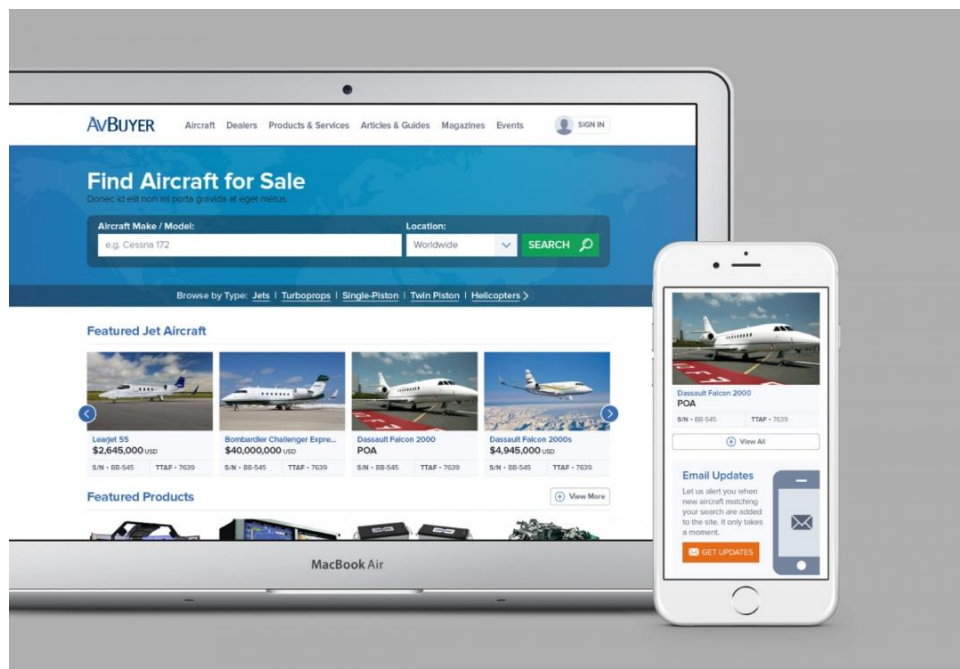 AVBUYER
Aircraft Dealers Products & Services Articles & Guides Magazines Events SIGN IN
Find Aircraft for Sale
Donec id elit non mi porta gravida at eget metus.
Aircraft Make / Model: Location:
e.g. Cessna 172 Worldwide SEARCH
Browse by Type: Jets | Turboprops | Single-Piston | Twin Piston | Helicopters >
Featured Jet Aircraft
Learjet 55
$2,645,000 USD
S/N • BB-545 TTAF • 7639
Bombardier Challenger Expre...
$40,000,000 USD
S/N • BB-545 TTAF • 7639
Dassault Falcon 2000
POA
S/N • BB-545 TTAF • 7639
Dassault Falcon 2000s
$4,945,000 USD
S/N • BB-545 TTAF • 7639
Featured Products View More
MacBook Air
Dassault Falcon 2000
POA
S/N • BB-545 TTAF • 7639
View All
Email Updates
Let us alert you when
new aircraft matching
your search are added
to the site. It only takes
a moment.
GET UPDATES